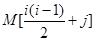 M[i(i-1)/2 + j]